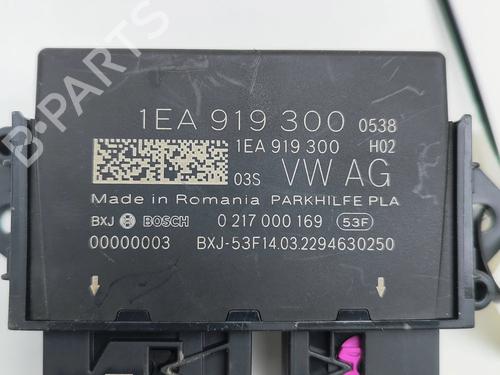 1EA 919 300 0538
1EA 919 300 H02
03S VW AG
Made in Romania PARKHILFE PLA
BXJ BOSCH 0 217 000 169 53F
00000003 BXJ-53F14.03.2294630250
B-PARTS